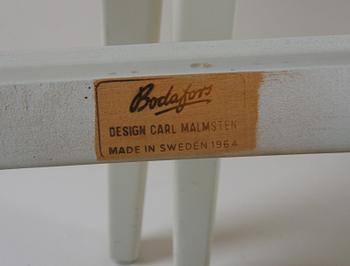 Bodafors
DESIGN CARL MALMSTEN
MADE IN SWEDEN 1964